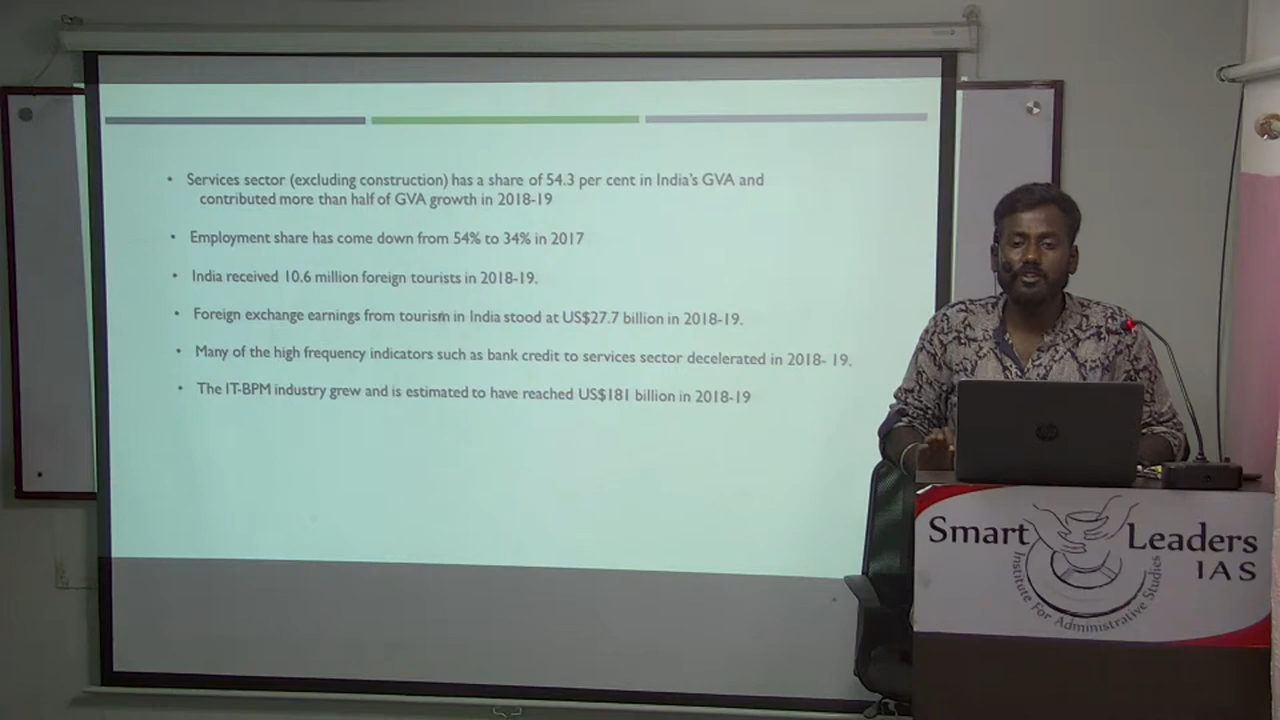 • Services sector (excluding construction) has a share of 54.3 per cent in India's GVA and
contributed more than half of GVA growth in 2018-19
• Employment share has come down from 54% to 34% in 2017
• India received 10.6 million foreign tourists in 2018-19.
• Foreign exchange earnings from tourism in India stood at US$27.7 billion in 2018-19.
• Many of the high frequency indicators such as bank credit to services sector decelerated in 2018- 19.
• The IT-BPM industry grew and is estimated to have reached US$181 billion in 2018-19
hp
Smart Leaders
IAS
Institute For Administrative Studies